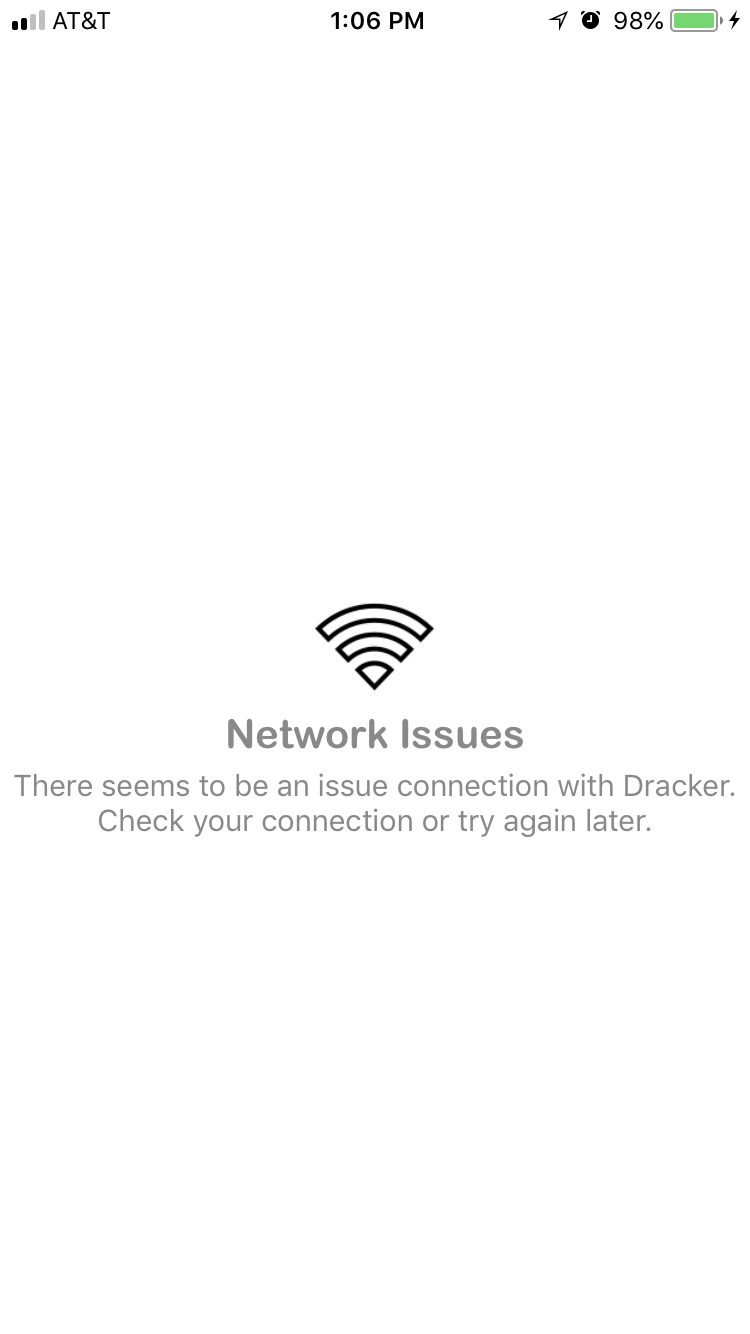 AT&T 1:06 PM 98%
Network Issues
There seems to be an issue connection with Dracker.
Check your connection or try again later.